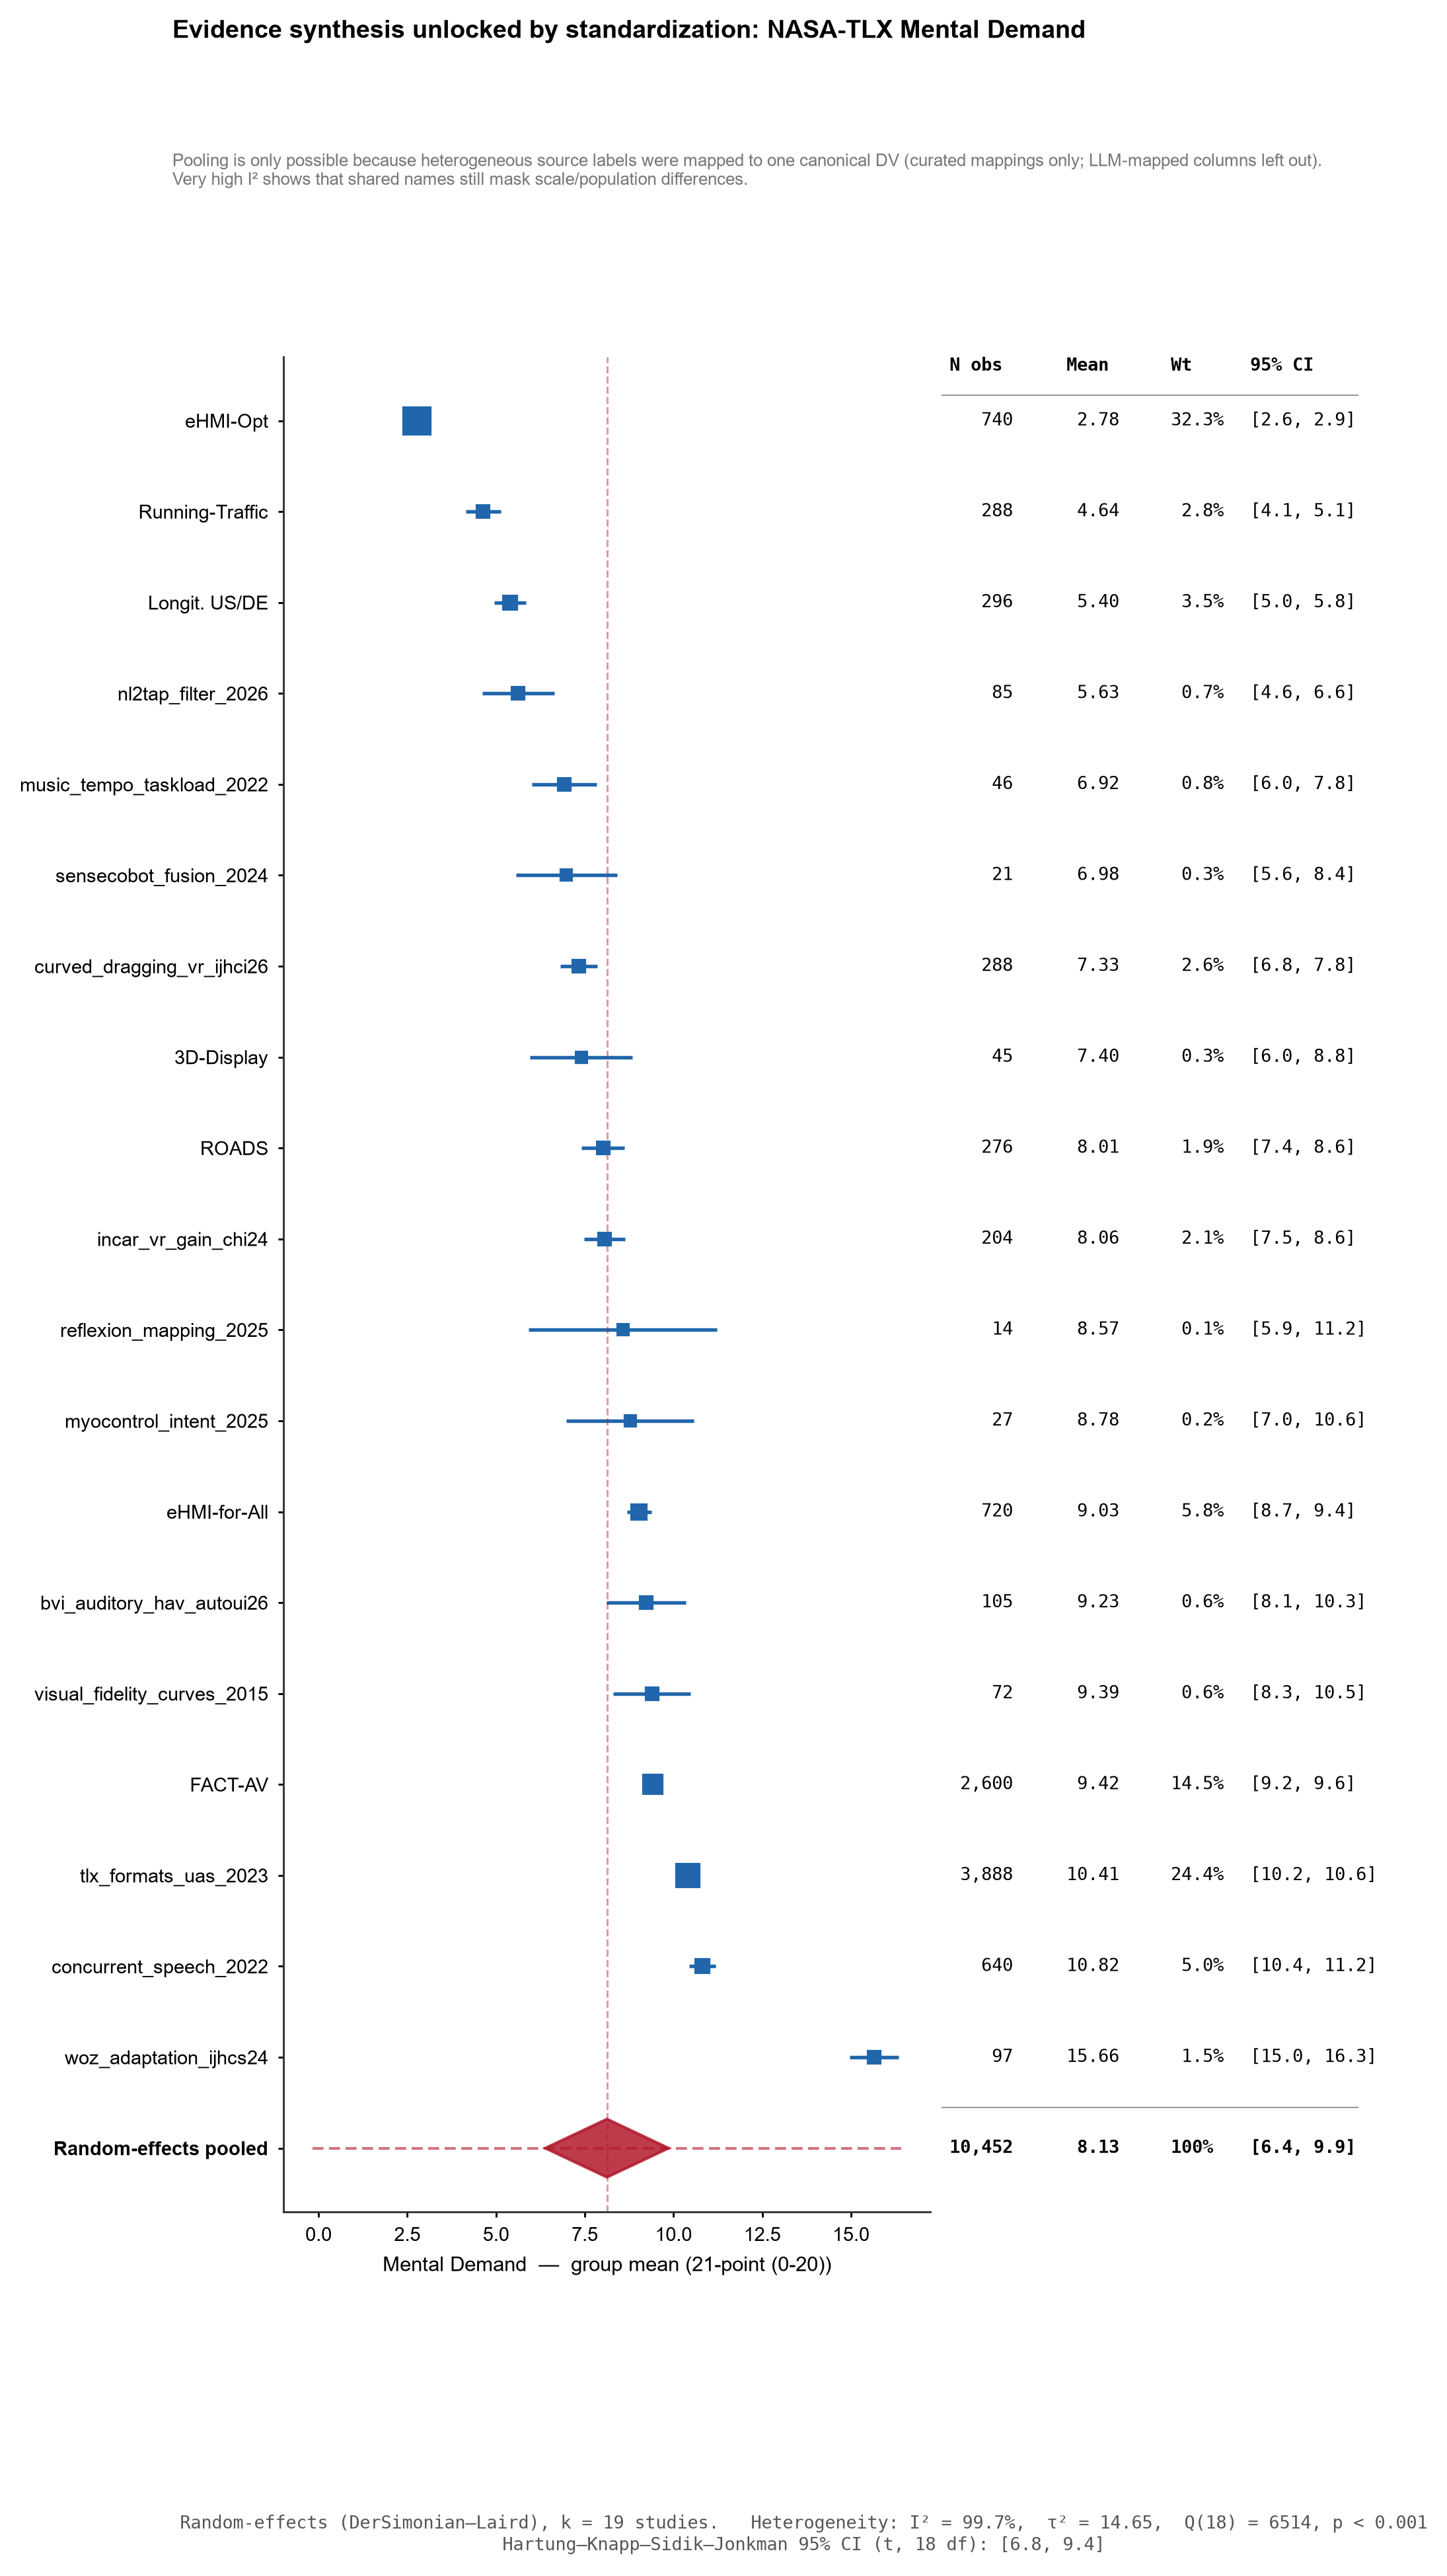 Evidence synthesis unlocked by standardization: NASA-TLX Mental Demand
Pooling is only possible because heterogeneous source labels were mapped to one canonical DV (curated mappings only; LLM-mapped columns left out).
Very high I² shows that shared names still mask scale/population differences.
N obs Mean Wt 95% CI
eHMI-Opt 740 2.78 32.3% [2.6, 2.9]
Running-Traffic 288 4.64 2.8% [4.1, 5.1]
Longit. US/DE 296 5.40 3.5% [5.0, 5.8]
nl2tap_filter_2026 85 5.63 0.7% [4.6, 6.6]
music_tempo_taskload_2022 46 6.92 0.8% [6.0, 7.8]
sensecobot_fusion_2024 21 6.98 0.3% [5.6, 8.4]
curved_dragging_vr_ijhci26 288 7.33 2.6% [6.8, 7.8]
3D-Display 45 7.40 0.3% [6.0, 8.8]
ROADS 276 8.01 1.9% [7.4, 8.6]
incar_vr_gain_chi24 204 8.06 2.1% [7.5, 8.6]
reflexion_mapping_2025 14 8.57 0.1% [5.9, 11.2]
myocontrol_intent_2025 27 8.78 0.2% [7.0, 10.6]
eHMI-for-All 720 9.03 5.8% [8.7, 9.4]
bvi_auditory_hav_autoui26 105 9.23 0.6% [8.1, 10.3]
visual_fidelity_curves_2015 72 9.39 0.6% [8.3, 10.5]
FACT-AV 2,600 9.42 14.5% [9.2, 9.6]
tlx_formats_uas_2023 3,888 10.41 24.4% [10.2, 10.6]
concurrent_speech_2022 640 10.82 5.0% [10.4, 11.2]
woz_adaptation_ijhcs24 97 15.66 1.5% [15.0, 16.3]
Random-effects pooled 10,452 8.13 100% [6.4, 9.9]
0.0 2.5 5.0 7.5 10.0 12.5 15.0
Mental Demand — group mean (21-point (0-20))
Random-effects (DerSimonian–Laird), k = 19 studies. Heterogeneity: I² = 99.7%, τ² = 14.65, Q(18) = 6514, p < 0.001
Hartung–Knapp–Sidik–Jonkman 95% CI (t, 18 df): [6.8, 9.4]